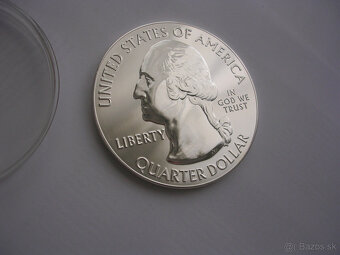 UNITED STATES OF AMERICA
LIBERTY
IN
GOD WE
TRUST
QUARTER DOLLAR
Bazos.sk